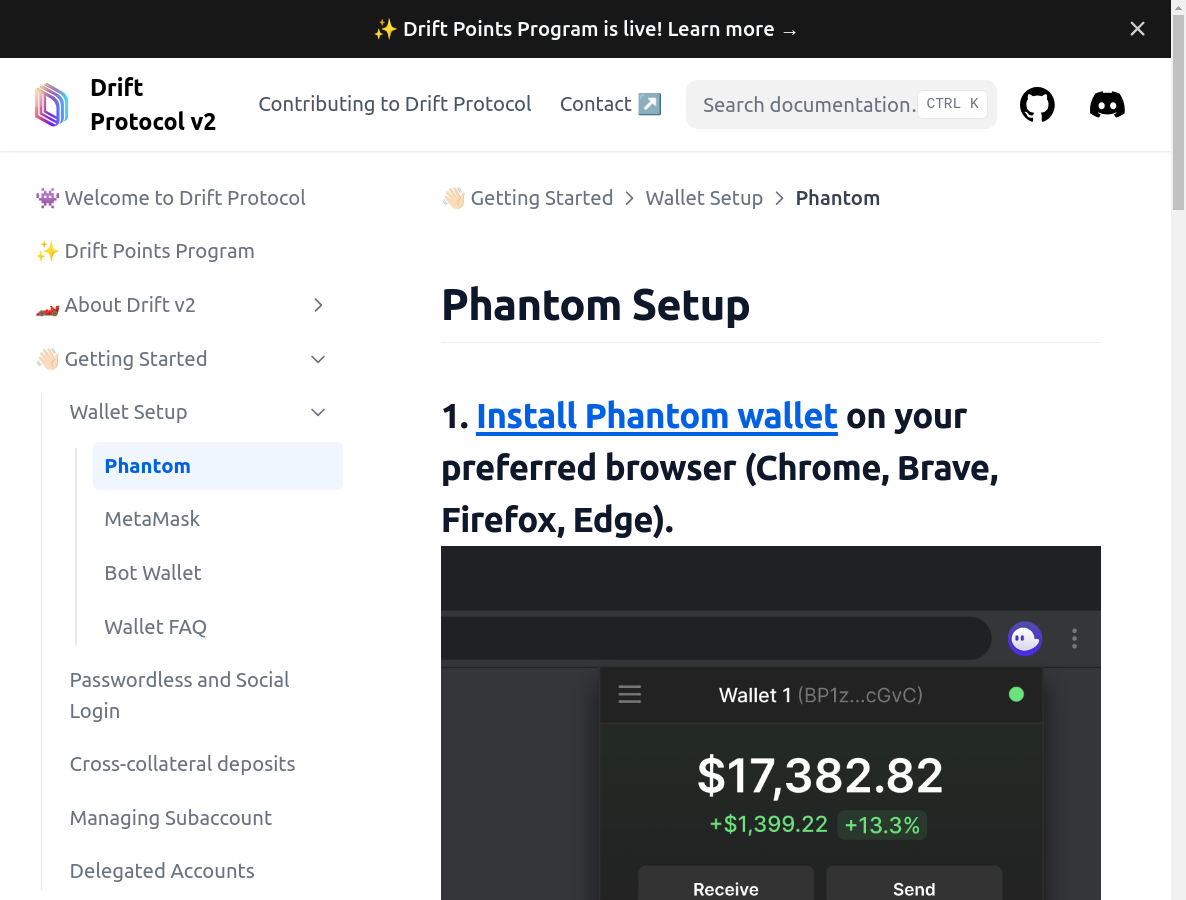 ✨ Drift Points Program is live! Learn more →
Drift
Protocol v2
Contributing to Drift Protocol
Contact ↗️
Search documentation.
CTRL K
👾 Welcome to Drift Protocol
✨ Drift Points Program
🏎️ About Drift v2
👋🏻 Getting Started
Wallet Setup
Phantom
MetaMask
Bot Wallet
Wallet FAQ
Passwordless and Social
Login
Cross-collateral deposits
Managing Subaccount
Delegated Accounts
👋🏻 Getting Started > Wallet Setup > Phantom
Phantom Setup
1. Install Phantom wallet on your
preferred browser (Chrome, Brave,
Firefox, Edge).
Wallet 1 (BP1z...cGvC)
$17,382.82
+$1,399.22 +13.3%
Receive
Send